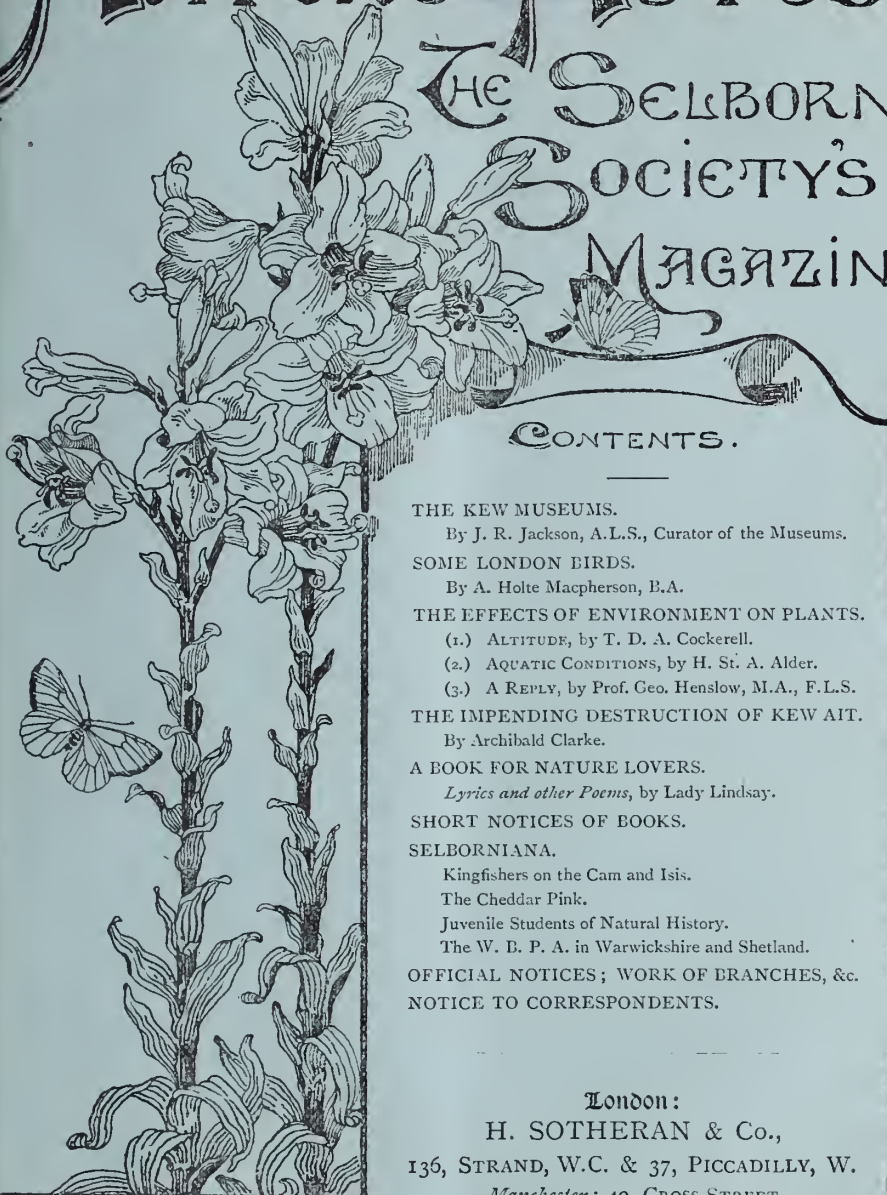 THE SELBORN
SOCIETY'S
MAGAZIN
CONTENTS.
THE KEW MUSEUMS.
By J. R. Jackson, A.L.S., Curator of the Museums.
SOME LONDON BIRDS.
By A. Holte Macpherson, B.A.
THE EFFECTS OF ENVIRONMENT ON PLANTS.
(1.) ALTITUDE, by T. D. A. Cockerell.
(2.) AQUATIC CONDITIONS, by H. St. A. Alder.
(3.) A REPLY, by Prof. Geo. Henslow, M.A., F.L.S.
THE IMPENDING DESTRUCTION OF KEW AIT.
By Archibald Clarke.
A BOOK FOR NATURE LOVERS.
Lyrics and other Poems, by Lady Lindsay.
SHORT NOTICES OF BOOKS.
SELBORNIANA.
Kingfishers on the Cam and Isis.
The Cheddar Pink.
Juvenile Students of Natural History.
The W. B. P. A. in Warwickshire and Shetland.
OFFICIAL NOTICES; WORK OF BRANCHES, &c.
NOTICE TO CORRESPONDENTS.
London:
H. SOTHERAN & Co.,
136, STRAND, W.C. & 37, PICCADILLY, W.